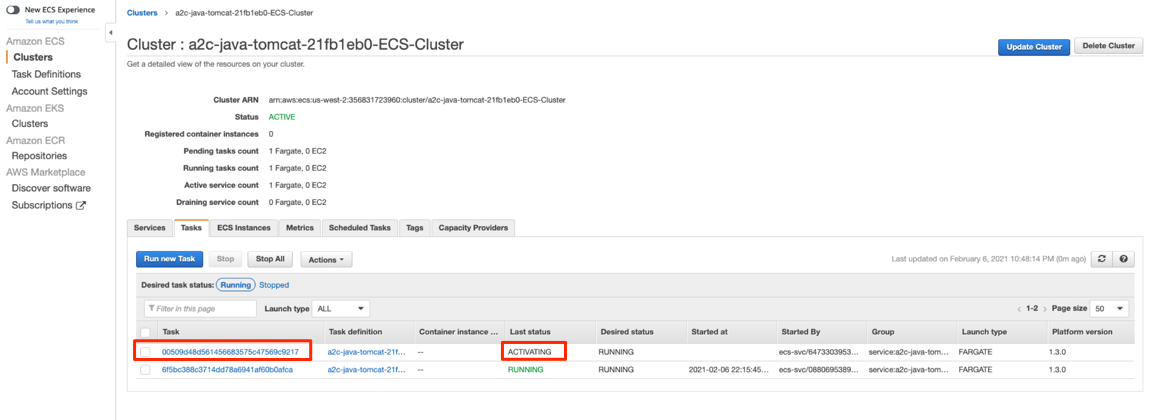 New ECS Experience
Tell us what you think
Amazon ECS
Clusters
Task Definitions
Account Settings
Amazon EKS
Clusters
Amazon ECR
Repositories
AWS Marketplace
Discover software
Subscriptions
Clusters > a2c-java-tomcat-21fb1eb0-ECS-Cluster
Cluster : a2c-java-tomcat-21fb1eb0-ECS-Cluster
Update Cluster Delete Cluster
Get a detailed view of the resources on your cluster.
Cluster ARN arn:aws:ecs:us-west-2:356831723960:cluster/a2c-java-tomcat-21fb1eb0-ECS-Cluster
Status ACTIVE
Registered container instances 0
Pending tasks count 1 Fargate, 0 EC2
Running tasks count 1 Fargate, 0 EC2
Active service count 1 Fargate, 0 EC2
Draining service count 0 Fargate, 0 EC2
Services Tasks ECS Instances Metrics Scheduled Tasks Tags Capacity Providers
Run new Task Stop Stop All Actions Last updated on February 6, 2021 10:48:14 PM (0m ago)
Desired task status: Running Stopped
Filter in this page Launch type ALL < 1-2 > Page size 50
Task Task definition Container instance ... Last status Desired status Started at Started By Group Launch type Platform version
00509d48d561456683575c47569c9217 a2c-java-tomcat-21f... -- ACTIVATING RUNNING ecs-svc/6473303953... service:a2c-java-tom... FARGATE 1.3.0
6f5bc388c3714dd78a6941af60b0afca a2c-java-tomcat-21f... -- RUNNING RUNNING 2021-02-06 22:15:45... ecs-svc/0880695389... service:a2c-java-tom... FARGATE 1.3.0